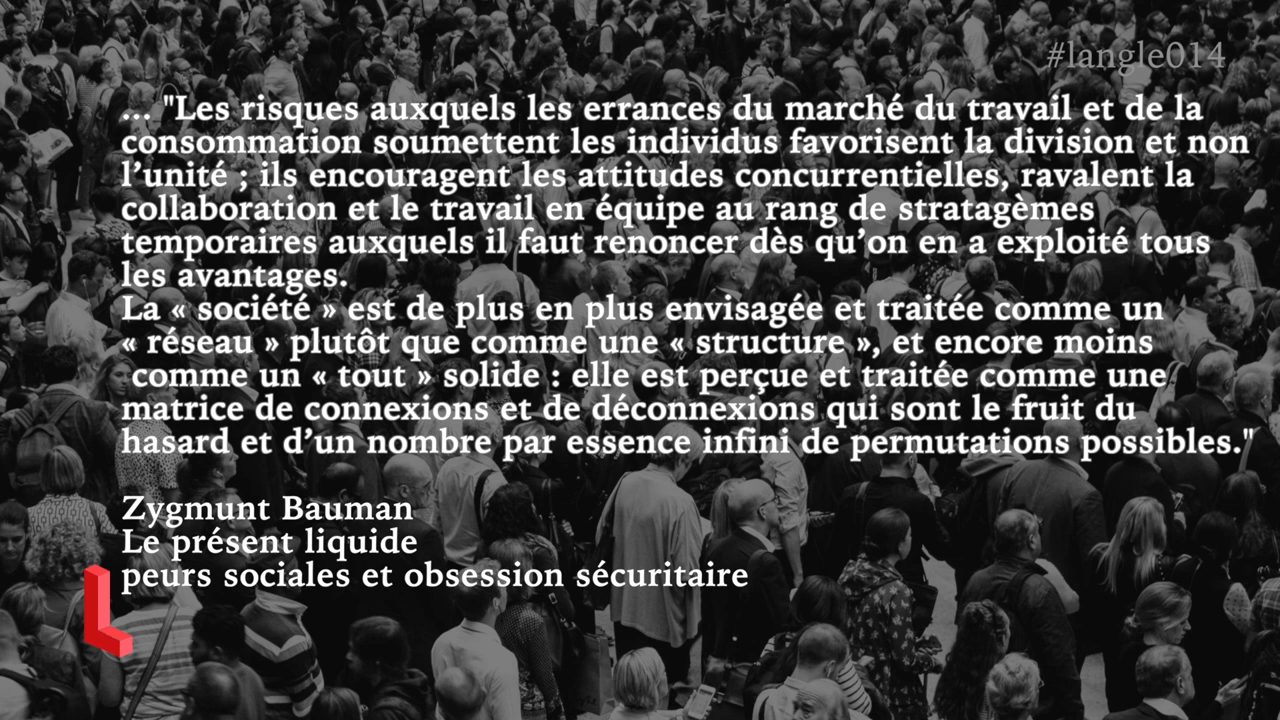 #langle014
... "Les risques auxquels les errances du marché du travail et de la
consommation soumettent les individus favorisent la division et non
l’unité ; ils encouragent les attitudes concurrentielles, ravalent la
collaboration et le travail en équipe au rang de stratagèmes
temporaires auxquels il faut renoncer dès qu’on en a exploité tous
les avantages.
La « société » est de plus en plus envisagée et traitée comme un
« réseau » plutôt que comme une « structure », et encore moins
comme un « tout » solide : elle est perçue et traitée comme une
matrice de connexions et de déconnexions qui sont le fruit du
hasard et d’un nombre par essence infini de permutations possibles."
Zygmunt Bauman
Le présent liquide
peurs sociales et obsession sécuritaire